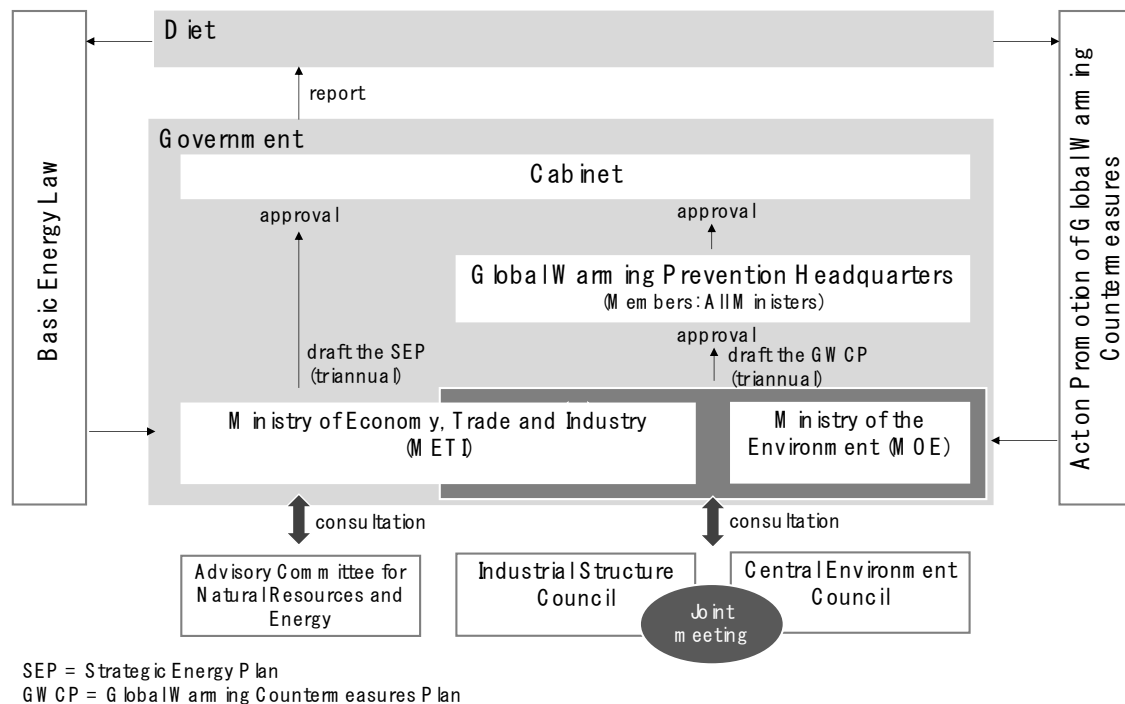 Diet
report
Government
Cabinet
approval
approval
Global Warming Prevention Headquarters
(Members: All Ministers)
approval
draft the SEP
(triannual)
draft the GWCP
(triannual)
Ministry of Economy, Trade and Industry
(METI)
Ministry of the
Environment (MOE)
consultation
consultation
Advisory Committee for
Natural Resources and
Energy
Industrial Structure
Council
Central Environment
Council
Joint
meeting
Basic Energy Law
Acton Promotion of Global Warming
Countermeasures
SEP = Strategic Energy Plan
GWCP = Global Warming Countermeasures Plan